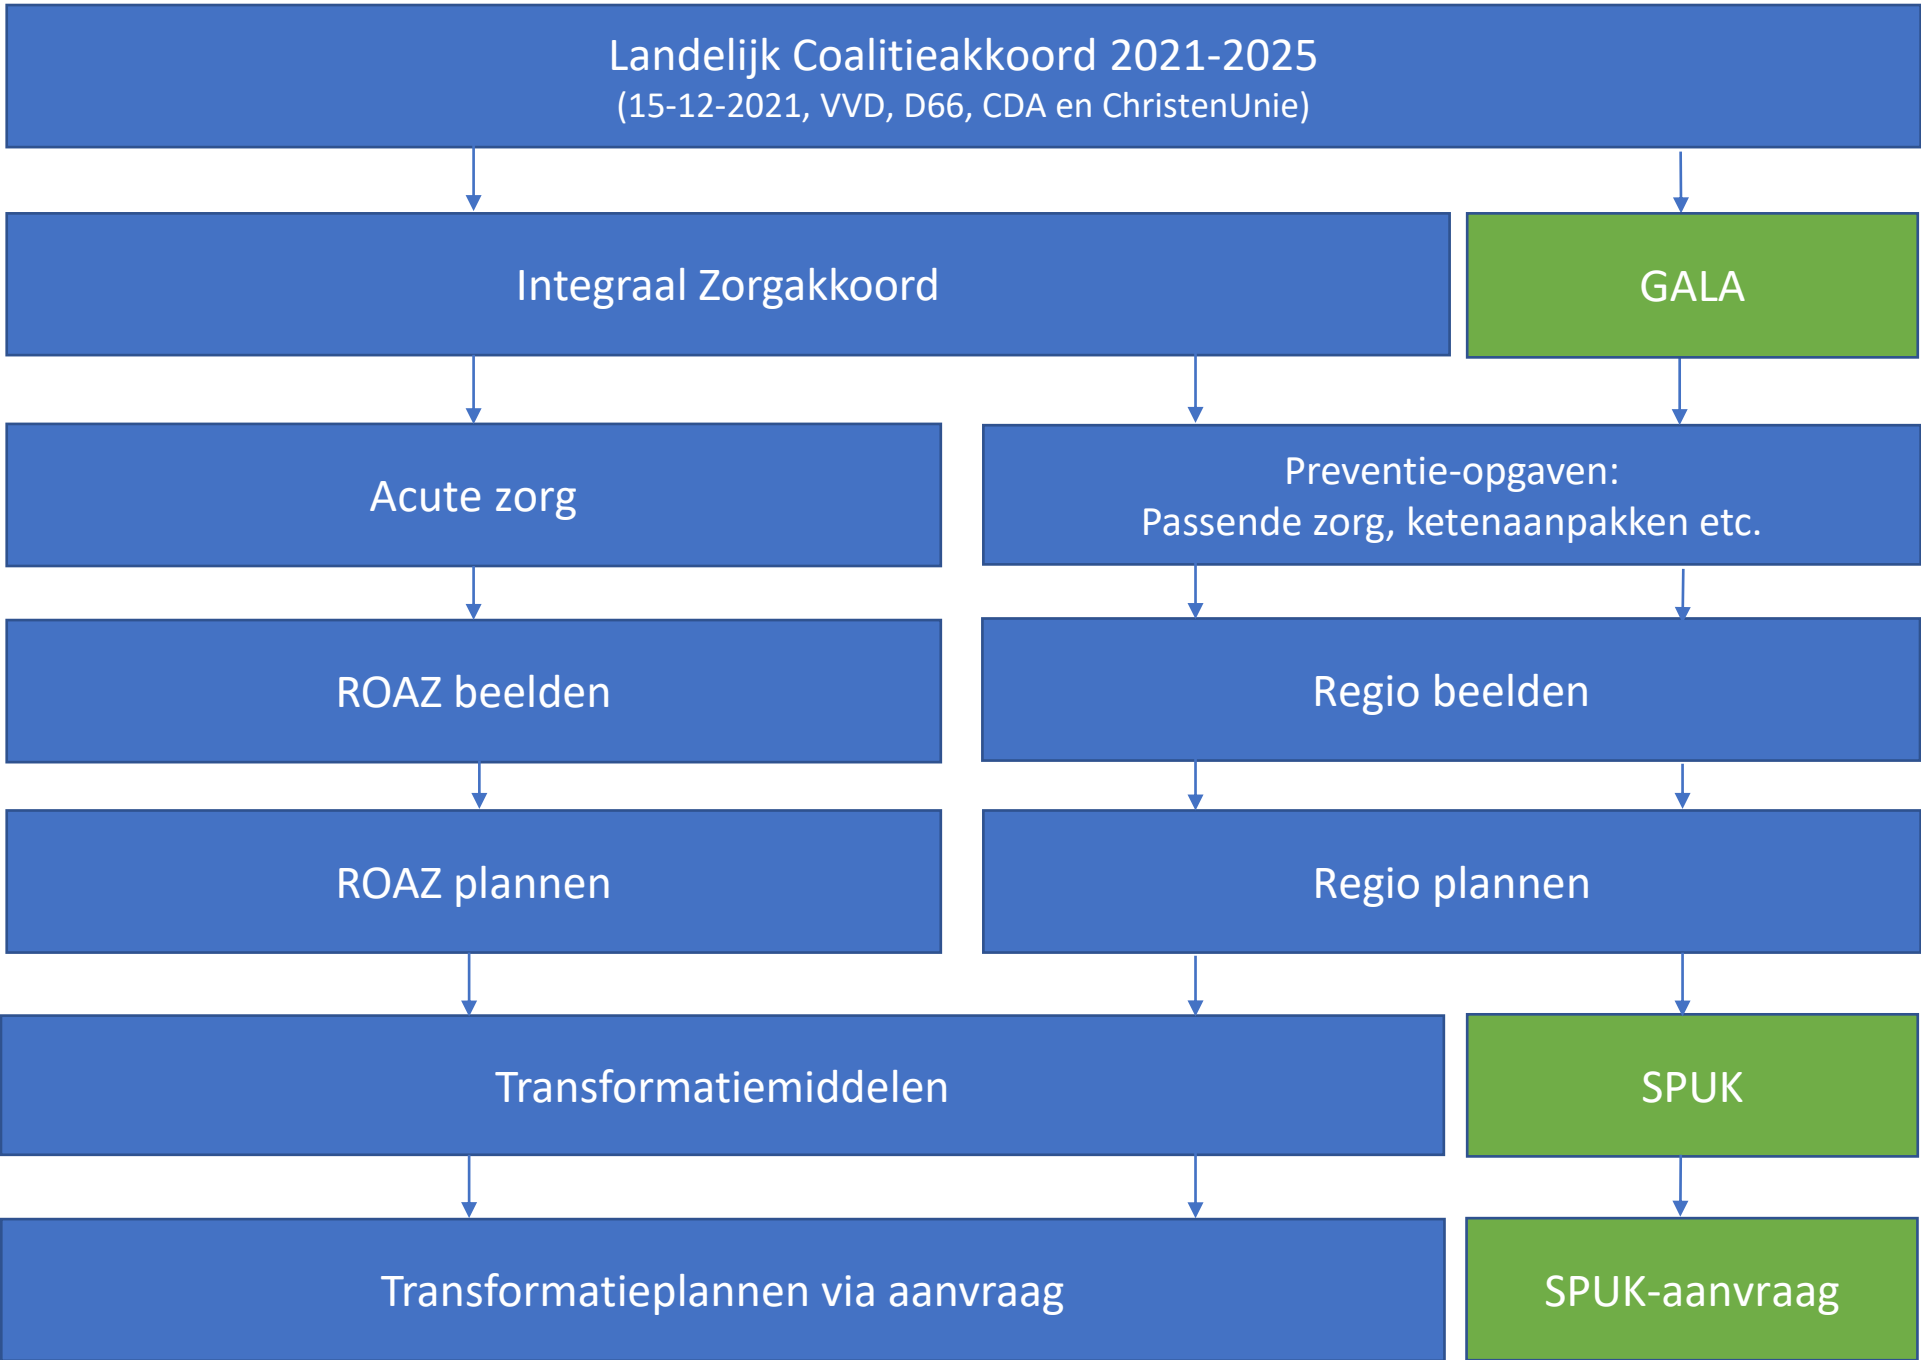 Landelijk Coalitieakkoord 2021-2025
(15-12-2021, VVD, D66, CDA en ChristenUnie)
Integraal Zorgakkoord
GALA
Acute zorg
Preventie-opgaven:
Passende zorg, ketenaanpakken etc.
ROAZ beelden
Regio beelden
ROAZ plannen
Regio plannen
Transformatiemiddelen
SPUK
Transformatieplannen via aanvraag
SPUK-aanvraag